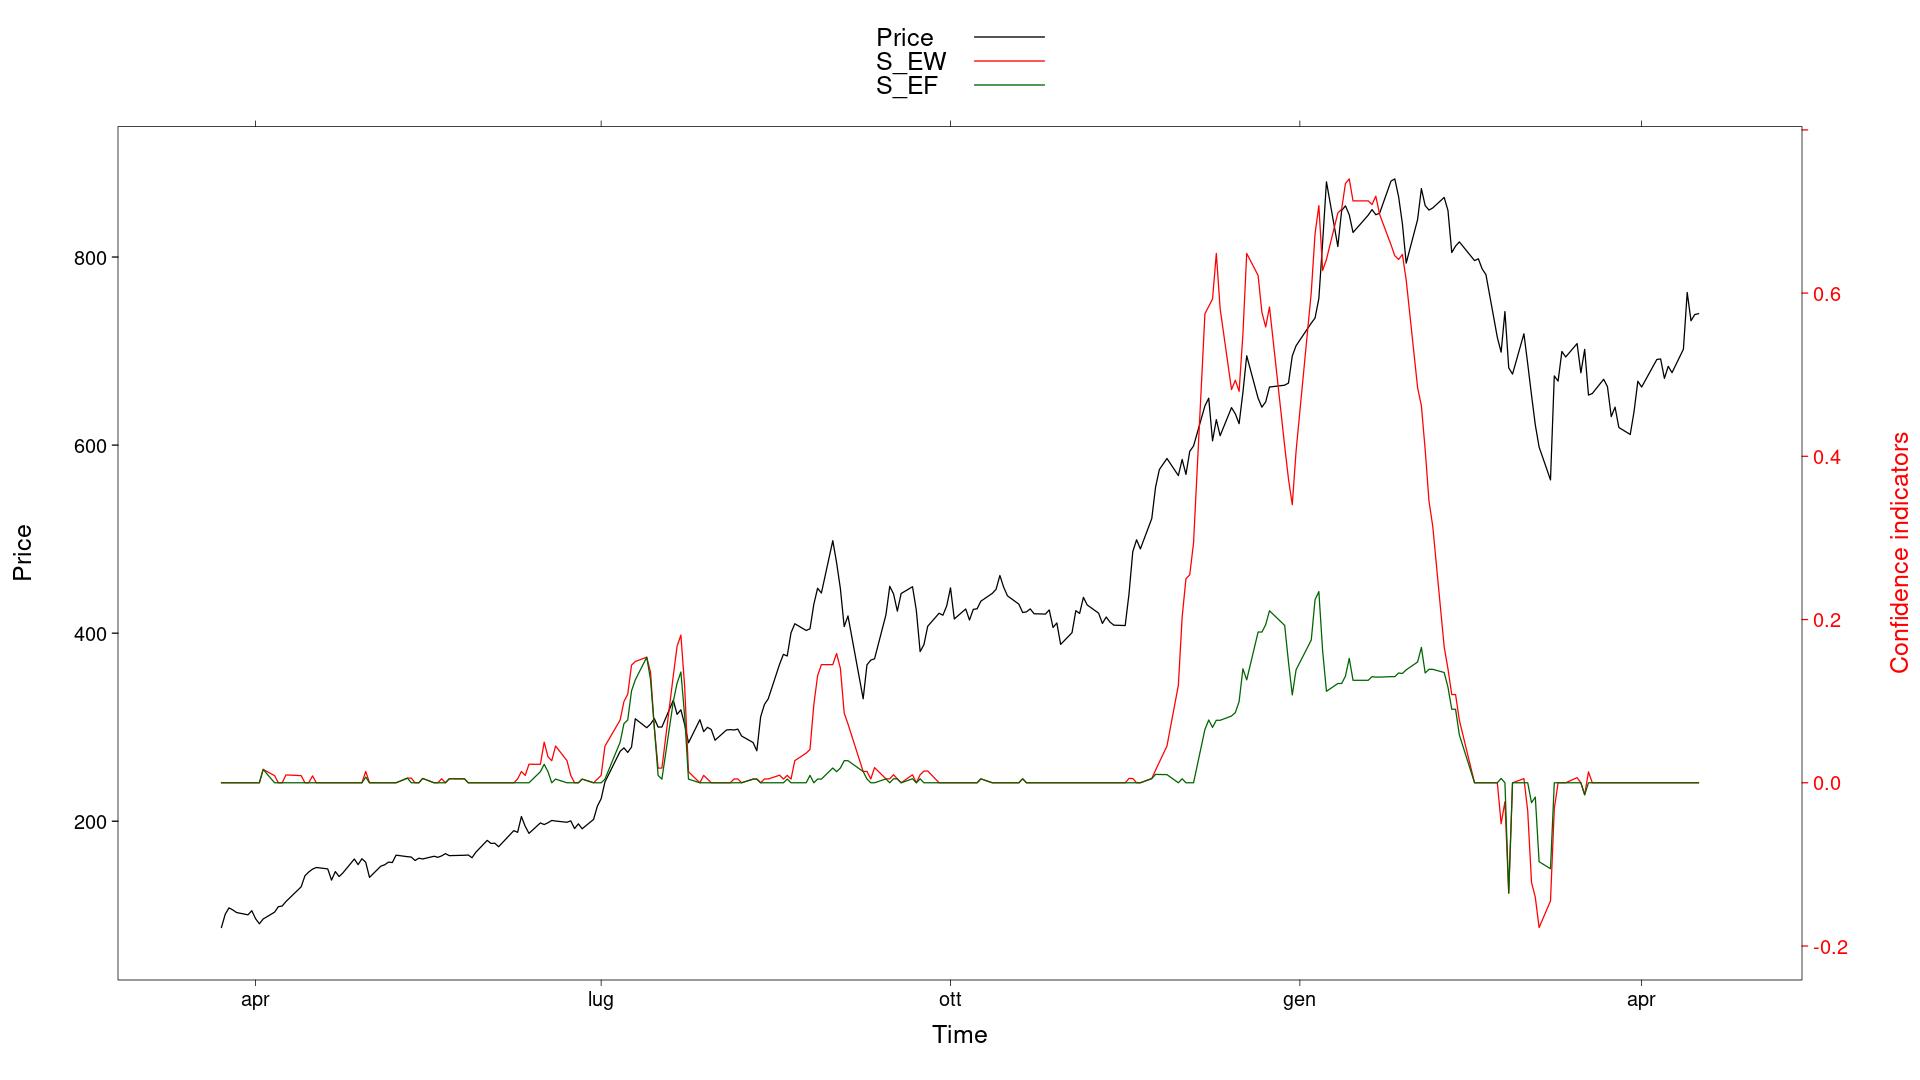 Price
S_EW
S_EF
800
600
400
200
Price
0.6
0.4
0.2
0.0
-0.2
Confidence indicators
apr
lug
ott
gen
apr
Time